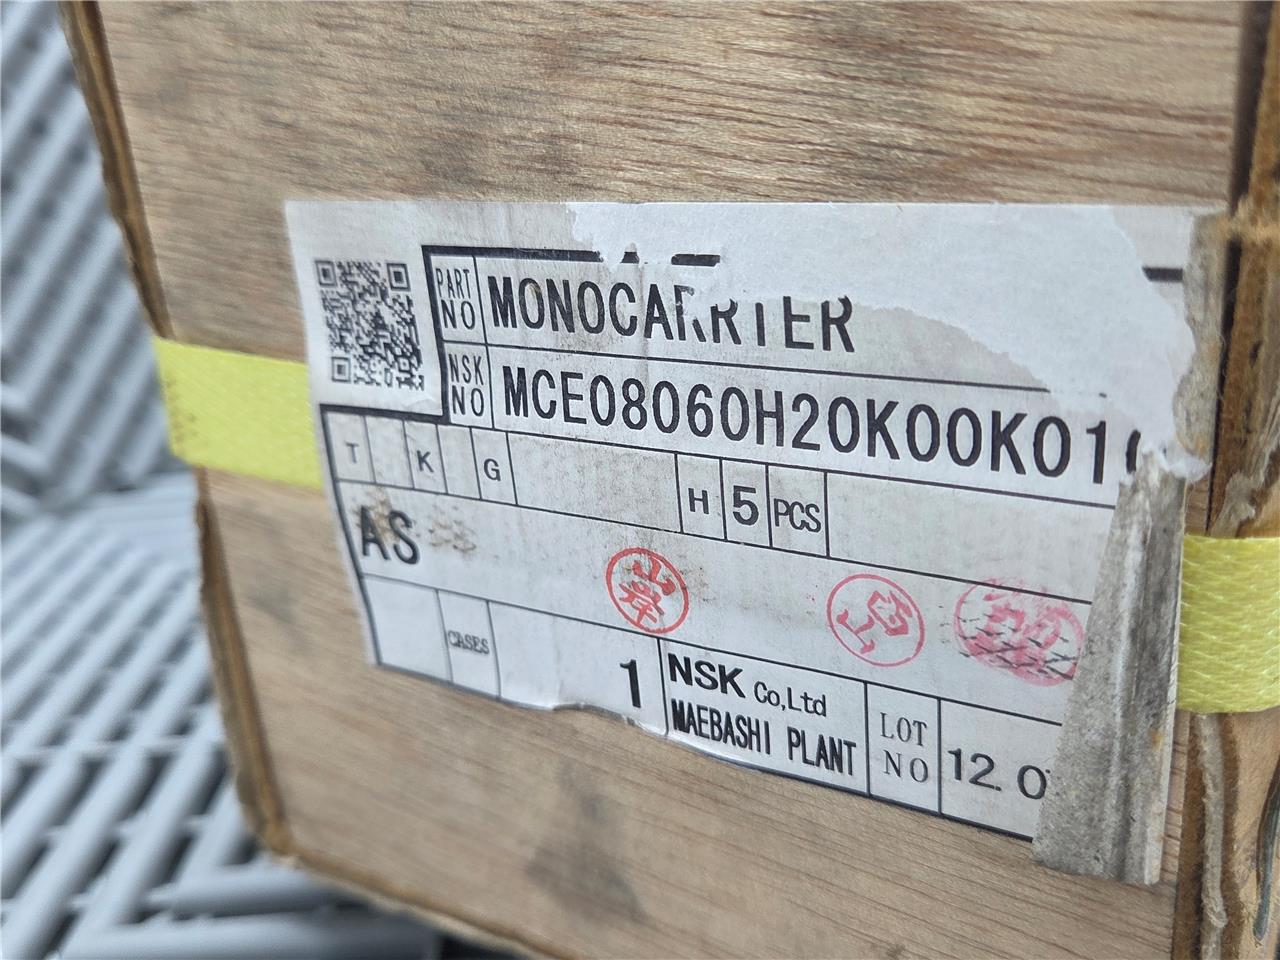 PART NO MONOCARRIER
NSK NO MCE08060H20K00K01
T K G H 5 PCS
AS
CASES 1 NSK Co,Ltd LOT NO 12.0
MAEBASHI PLANT